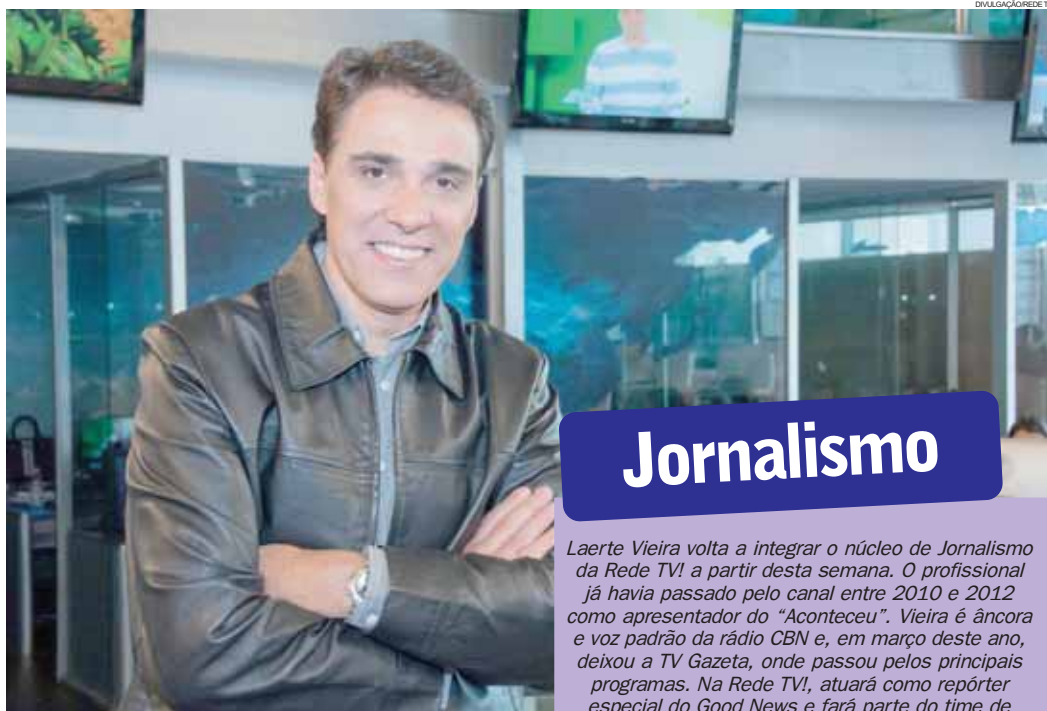 DIVULGAÇÃO/REDE T
Jornalismo
Laerte Vieira volta a integrar o núcleo de Jornalismo
da Rede TV! a partir desta semana. O profissional
já havia passado pelo canal entre 2010 e 2012
como apresentador do “Aconteceu”. Vieira é âncora
e voz padrão da rádio CBN e, em março deste ano,
deixou a TV Gazeta, onde passou pelos principais
programas. Na Rede TV!, atuará como repórter
especial do Good News e fará parte do time de